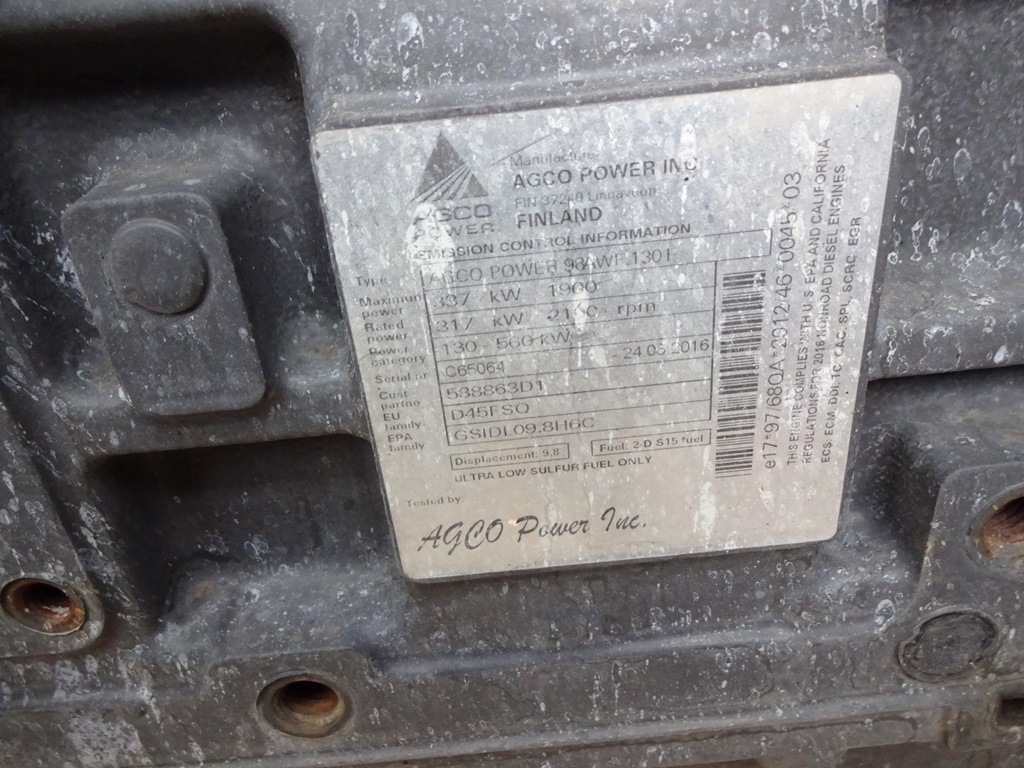 Manufacturer
AGCO POWER INC
FIN 37240 Linnavuori
FINLAND
AGCO
POWER
EMISSION CONTROL INFORMATION
Type AGCO POWER 98AWF.
Maximum power 337 kW 1900
Rated power 317 kW rpm
Power category 130 560 kW
Serial nr C65064 24.03.2016
Cust partno 538863D1
EU family D45FSO
EPA family GSIDL09.8H6C
Displacement: 9.8 Fuel: 2-D S15 fuel
ULTRA LOW SULFUR FUEL ONLY
Tested by:
AGCO Power Inc.
e17*97/68QA*2012/46*0045*03
THIS ENGINE COMPLIES WITH U.S. EPA AND CALIFORNIA
REGULATIONS FOR 2016 NONROAD DIESEL ENGINES
ECS: ECM, DDI, TC, CAC, SPL, SCRC, EGR